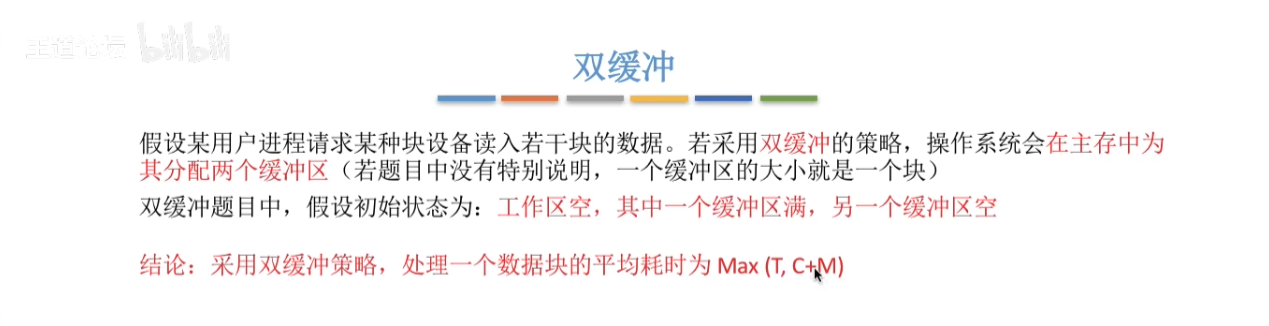 王道论坛 bilibili
双缓冲
假设某用户进程请求某种块设备读入若干块的数据。若采用双缓冲的策略，操作系统会在主存中为
其分配两个缓冲区（若题目中没有特别说明，一个缓冲区的大小就是一个块）
双缓冲题目中，假设初始状态为：工作区空，其中一个缓冲区满，另一个缓冲区空
结论：采用双缓冲策略，处理一个数据块的平均耗时为 Max (T, C+M)